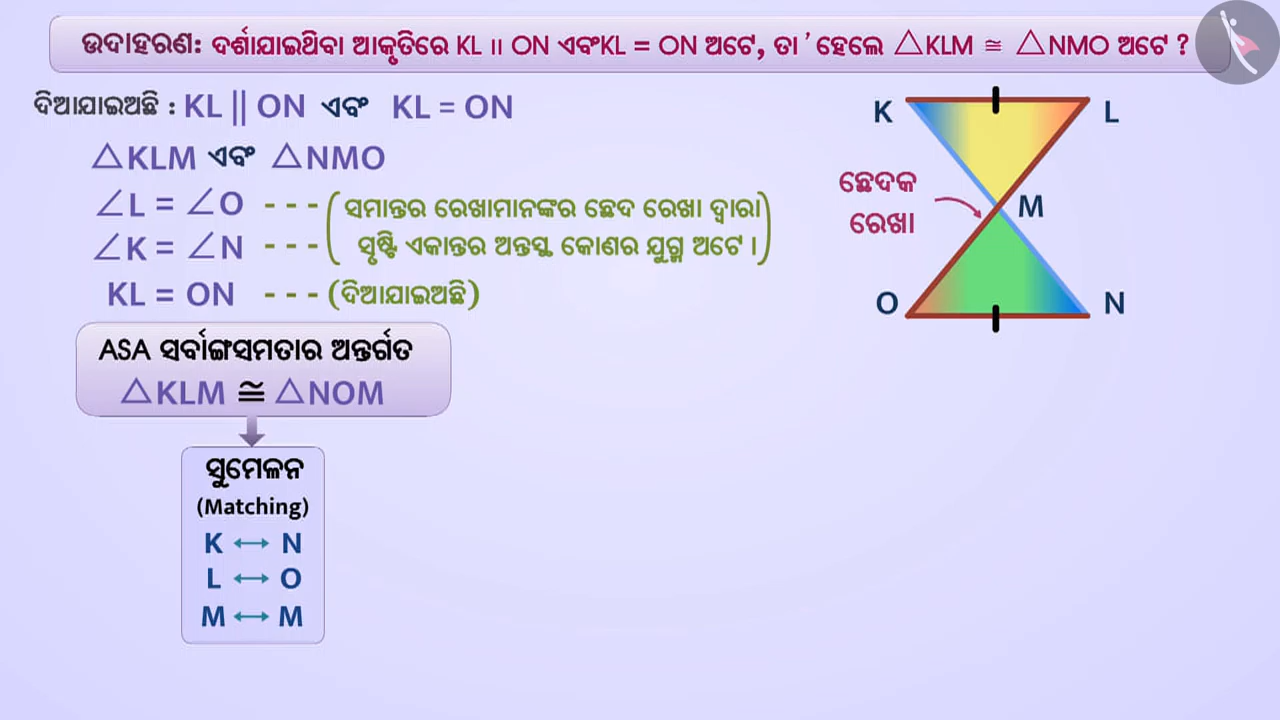 ଉଦାହରଣ: ଦର୍ଶାଯାଇଥିବା ଆକୃତିରେ KL ॥ ON ଏବଂKL = ON ଅଟେ, ତା'ହେଲେ △KLM ≅ △NMO ଅଟେ ?
ଦିଆଯାଇଅଛି : KL || ON ଏବଂ KL = ON
△KLM ଏବଂ △NMO
∠L = ∠O - - - (ସମାନ୍ତର ରେଖାମାନଙ୍କର ଛେଦ ରେଖା ଦ୍ୱାରା
∠K = ∠N - - - ସୃଷ୍ଟି ଏକାନ୍ତର ଅନ୍ତସ୍ଥ କୋଣର ଯୁଗ୍ମ ଅଟେ ।)
KL = ON - - - (ଦିଆଯାଇଅଛି)
ASA ସର୍ବାଙ୍ଗସମତାର ଅନ୍ତର୍ଗତ
△KLM ≅ △NOM
ସୁମେଳନ
(Matching)
K ↔ N
L ↔ O
M ↔ M
K L
ଛେଦକ
ରେଖା
M
O N